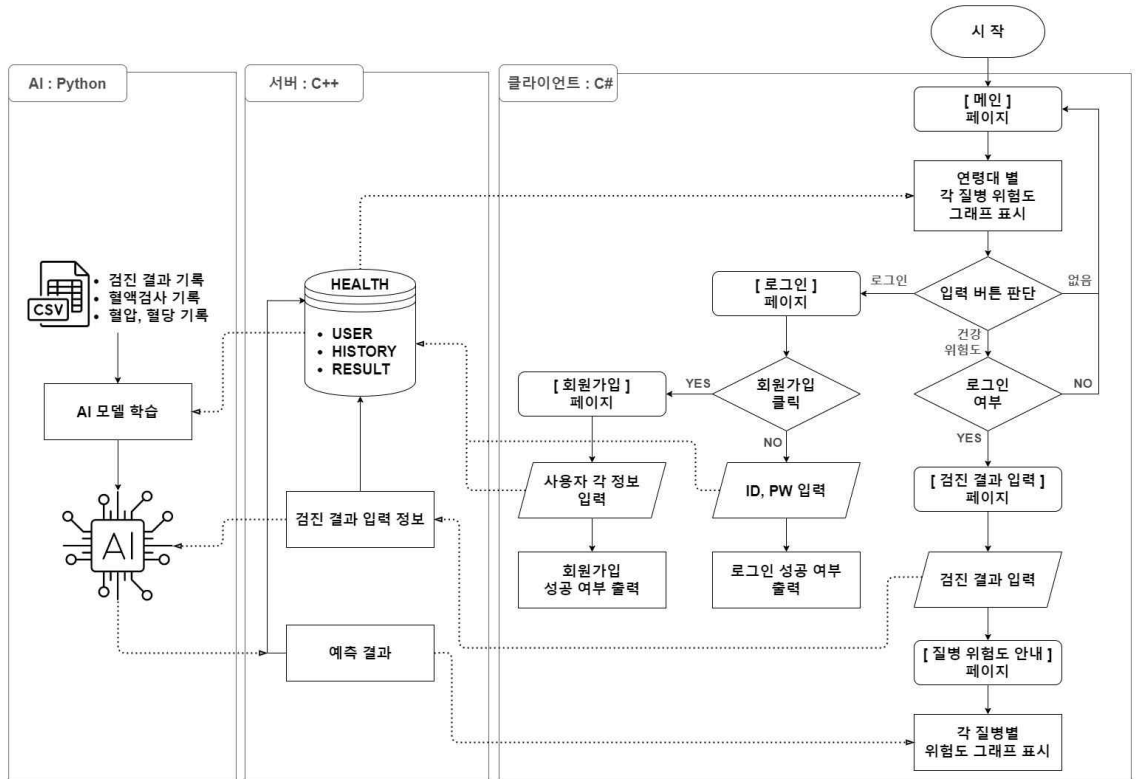 시 작
AI : Python
서버 : C++
클라이언트 : C#
[ 메인 ]
페이지
연령대 별
각 질병 위험도
그래프 표시
CSV
• 검진 결과 기록
• 혈액검사 기록
• 혈압, 혈당 기록
HEALTH
• USER
• HISTORY
• RESULT
[ 로그인 ]
페이지
로그인
입력 버튼 판단
없음
건강
위험도
AI 모델 학습
[ 회원가입 ]
페이지
YES
회원가입
클릭
NO
로그인
여부
NO
YES
AI
검진 결과 입력 정보
사용자 각 정보
입력
ID, PW 입력
[ 검진 결과 입력 ]
페이지
회원가입
성공 여부 출력
로그인 성공 여부
출력
검진 결과 입력
예측 결과
[ 질병 위험도 안내 ]
페이지
각 질병별
위험도 그래프 표시